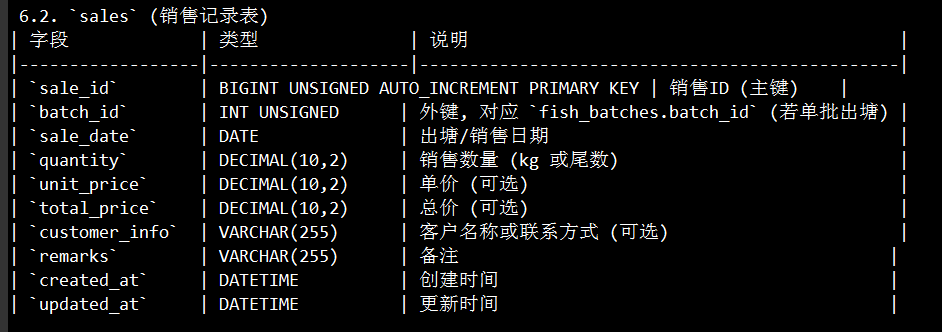 6.2. `sales` (销售记录表)
| 字段 | 类型 | 说明 |
|------------------|--------------------|------------------------------------------------|
| `sale_id` | BIGINT UNSIGNED AUTO_INCREMENT PRIMARY KEY | 销售ID (主键) |
| `batch_id` | INT UNSIGNED | 外键, 对应 `fish_batches.batch_id` (若单批出塘) |
| `sale_date` | DATE | 出塘/销售日期 |
| `quantity` | DECIMAL(10,2) | 销售数量 (kg 或尾数) |
| `unit_price` | DECIMAL(10,2) | 单价 (可选) |
| `total_price` | DECIMAL(10,2) | 总价 (可选) |
| `customer_info` | VARCHAR(255) | 客户名称或联系方式 (可选) |
| `remarks` | VARCHAR(255) | 备注 |
| `created_at` | DATETIME | 创建时间 |
| `updated_at` | DATETIME | 更新时间 |